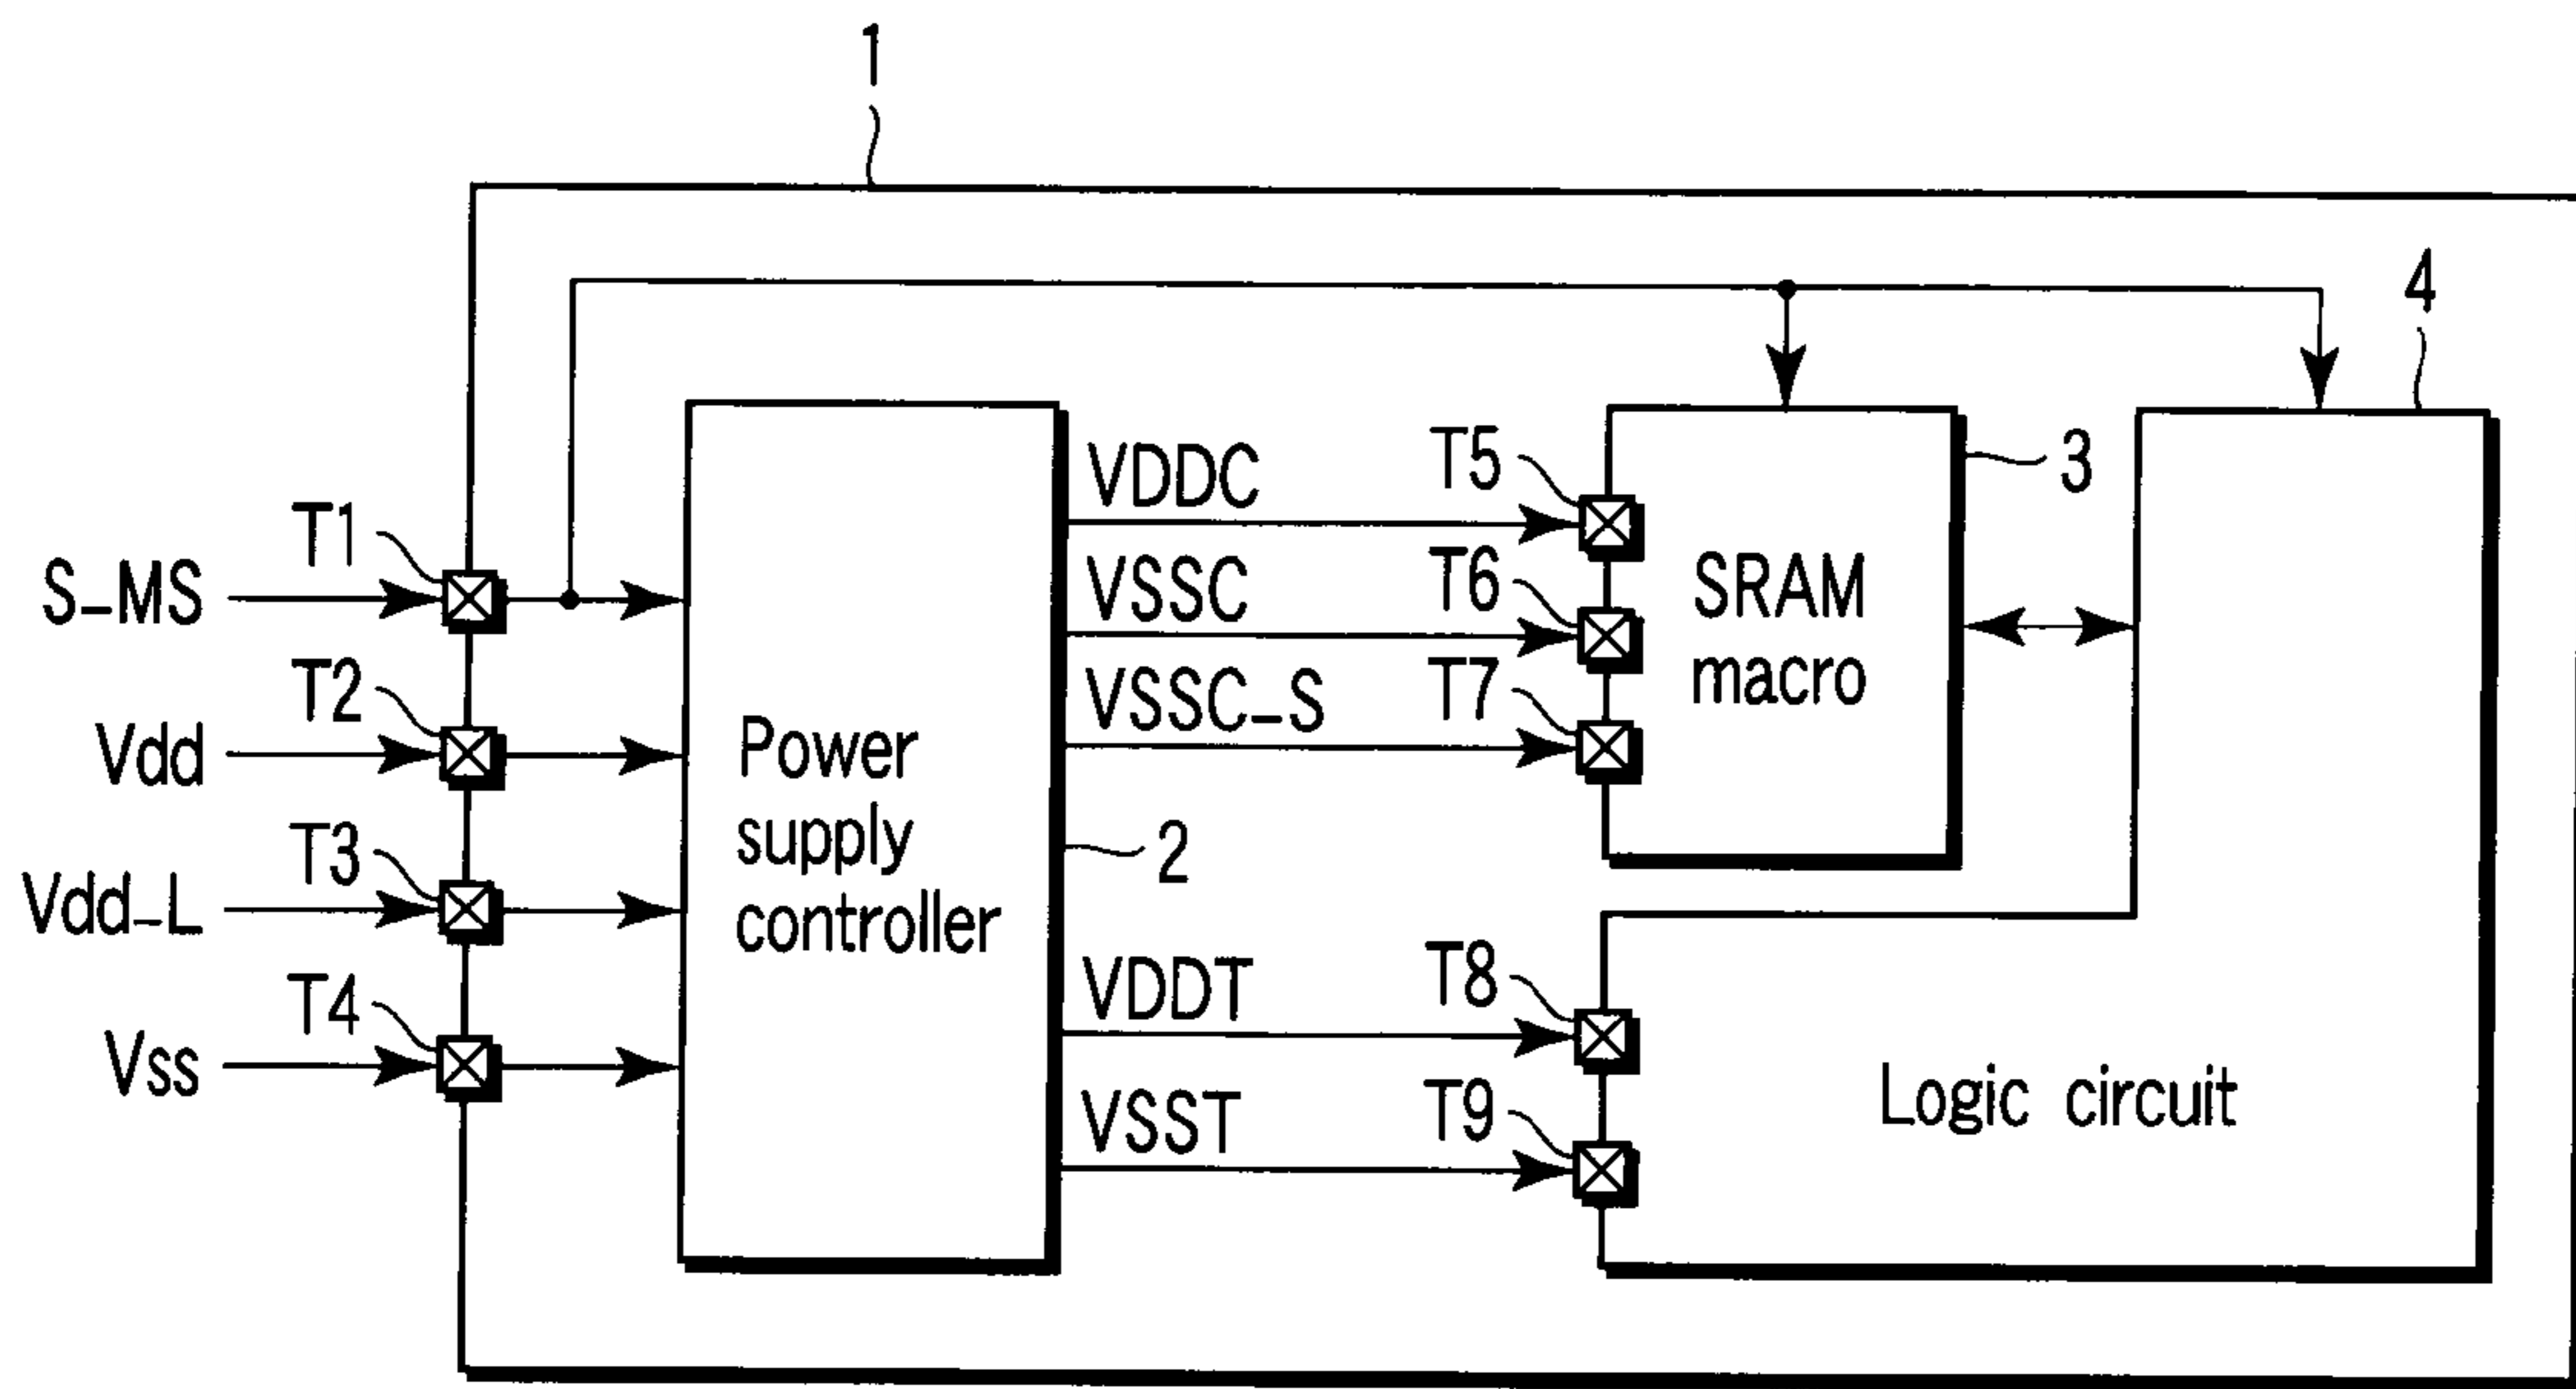 1
4
VDDC
T5
3
T1
S-MS
VSSC
T6
SRAM
macro
T2
Vdd
VSSC-S
T7
Power
supply
controller
2
T3
Vdd-L
T4
Vss
VDDT
T8
VSST
T9
Logic circuit